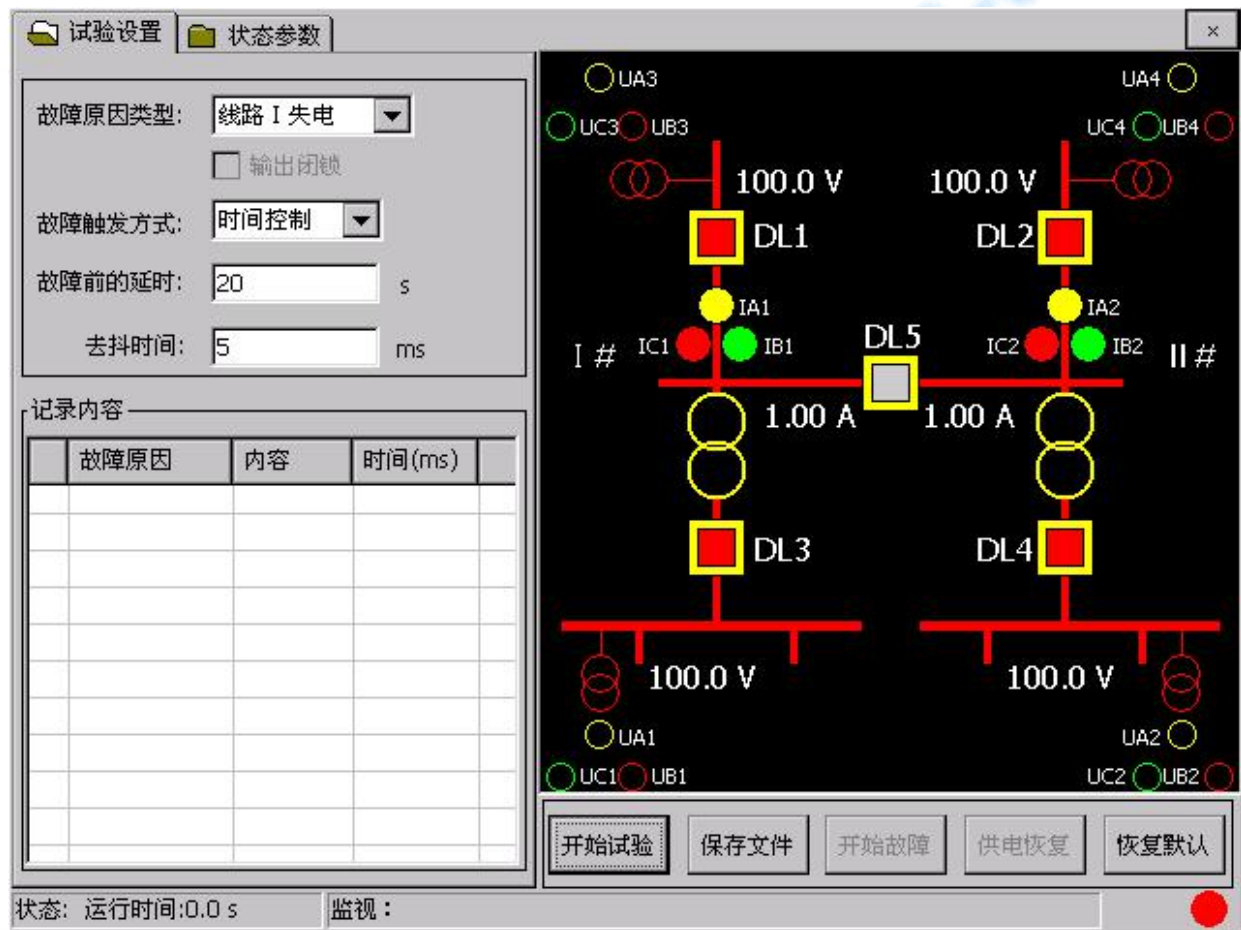 试验设置 状态参数 ×
故障原因类型: 线路 I 失电
输出闭锁
故障触发方式: 时间控制
故障前的延时: 20 s
去抖时间: 5 ms
记录内容
故障原因 内容 时间(ms)
UA3 UA4
UC3 UB3 UC4 UB4
100.0 V 100.0 V
DL1 DL2
IA1 IA2
DL5
I # IC1 IB1 IC2 IB2 II #
1.00 A 1.00 A
DL3 DL4
100.0 V 100.0 V
UA1 UA2
UC1 UB1 UC2 UB2
开始试验 保存文件 开始故障 供电恢复 恢复默认
状态: 运行时间:0.0 s 监视：